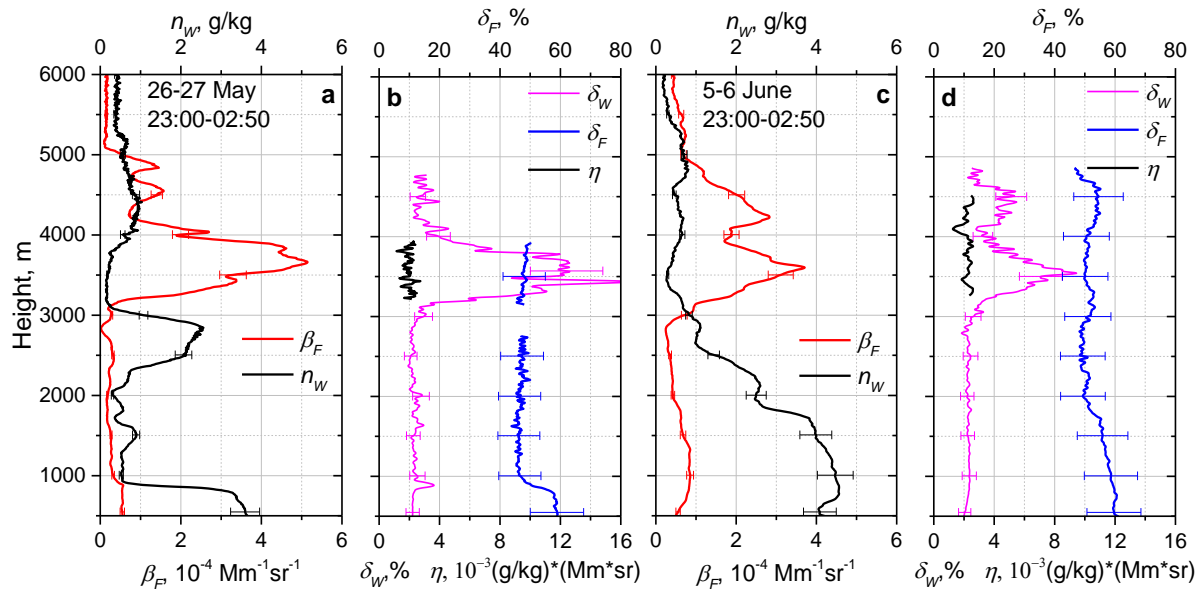 n_W, g/kg
δ_F, %
n_W, g/kg
δ_F, %
0 2 4 6
0 20 40 60 80
0 2 4 6
0 20 40 60 80
6000
5000
4000
3000
2000
1000
Height, m
26-27 May
23:00-02:50
a
β_F
n_W
b
δ_W
δ_F
η
5-6 June
23:00-02:50
c
β_F
n_W
d
δ_W
δ_F
η
0 2 4 6
0 4 8 12 16
0 2 4 6
0 4 8 12 16
β_F, 10⁻⁴ Mm⁻¹sr⁻¹
δ_W,% η, 10⁻³(g/kg)*(Mm*sr)
β_F, 10⁻⁴ Mm⁻¹sr⁻¹
δ_W,% η, 10⁻³(g/kg)*(Mm*sr)